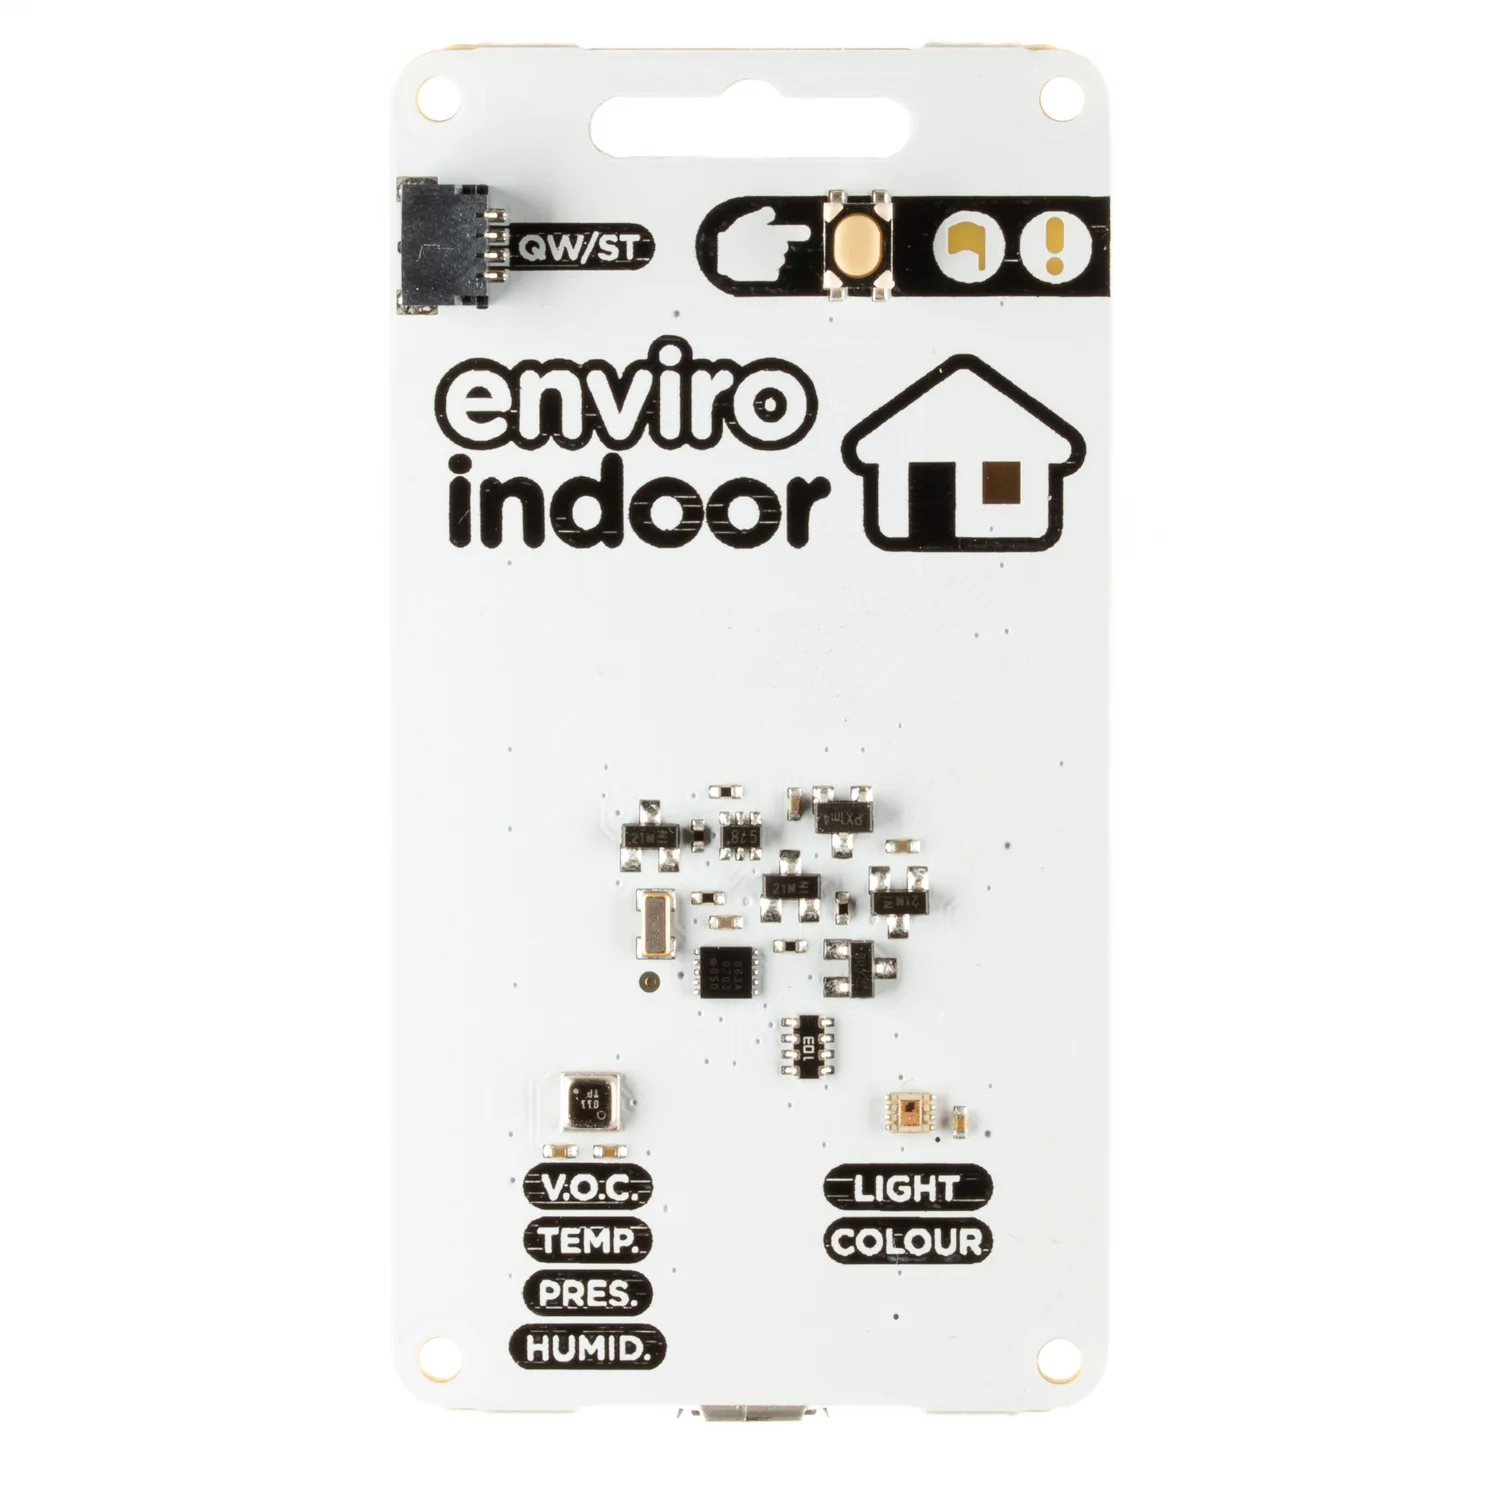 QW/ST
!
enviro
indoor
V.O.C.
TEMP.
PRES.
HUMID.
LIGHT
COLOUR